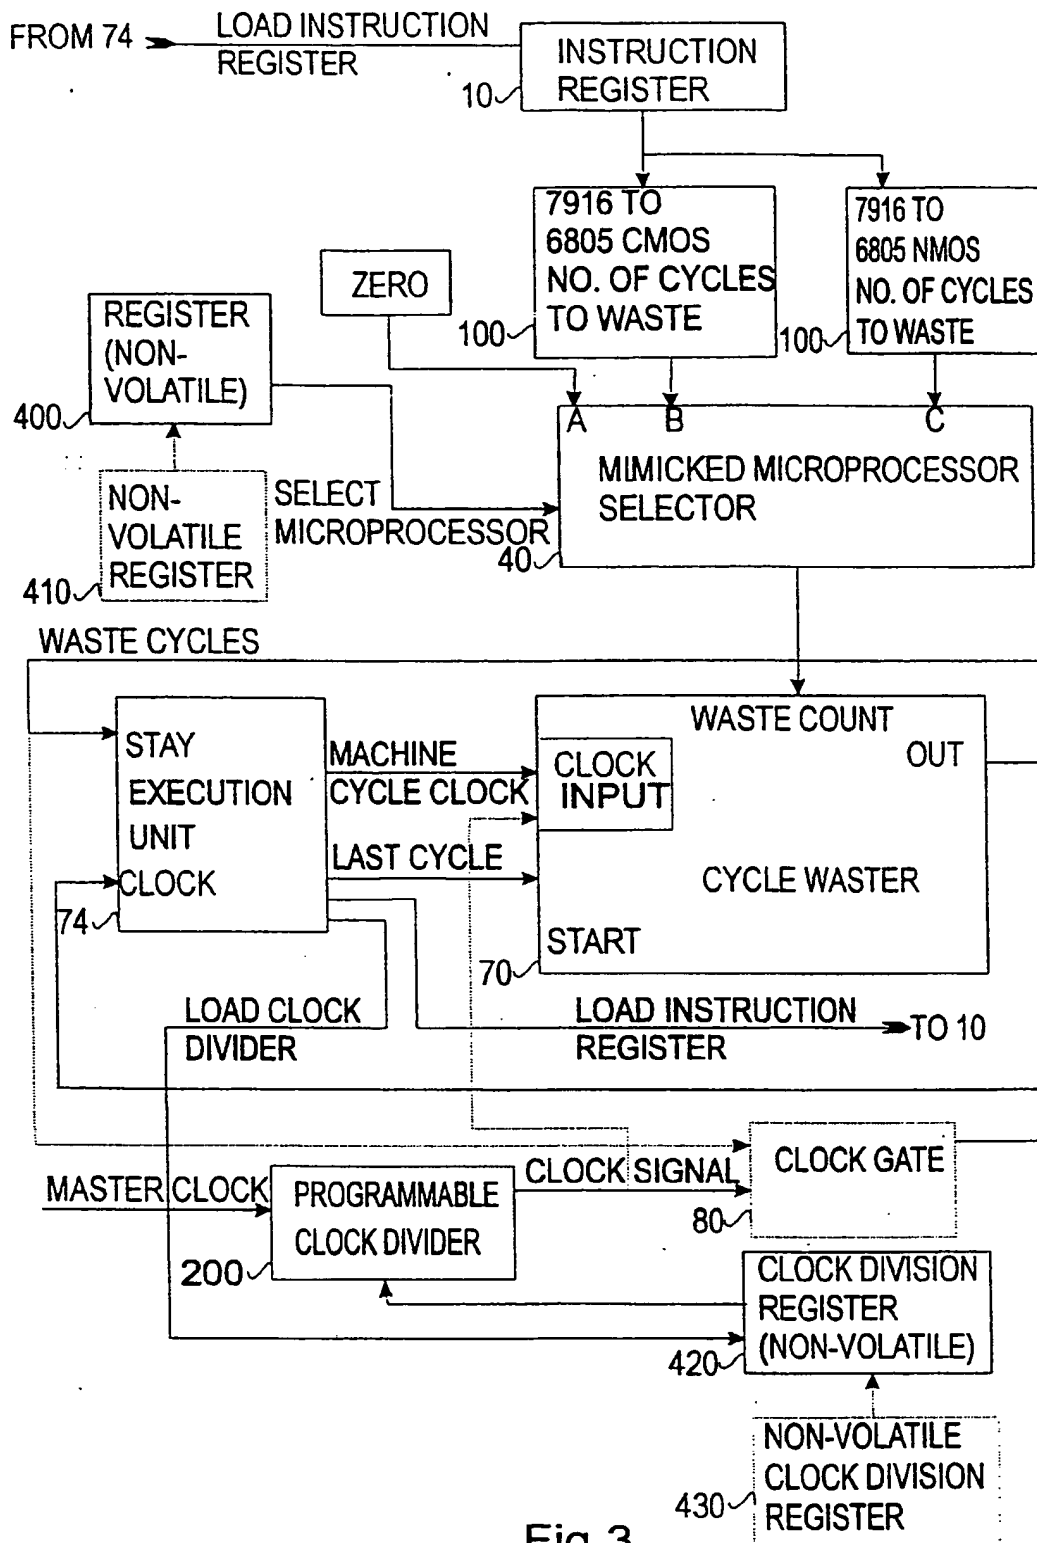 FROM 74
LOAD INSTRUCTION
REGISTER
INSTRUCTION
REGISTER
10
7916 TO
6805 CMOS
NO. OF CYCLES
TO WASTE
100
7916 TO
6805 NMOS
NO. OF CYCLES
TO WASTE
100
ZERO
REGISTER
(NON-
VOLATILE)
400
NON-
VOLATILE
REGISTER
410
SELECT
MICROPROCESSOR
A B C
MIMICKED MICROPROCESSOR
SELECTOR
40
WASTE CYCLES
STAY
EXECUTION
UNIT
CLOCK
74
MACHINE
CYCLE CLOCK
LAST CYCLE
WASTE COUNT
OUT
CLOCK
INPUT
CYCLE WASTER
START
70
LOAD CLOCK
DIVIDER
LOAD INSTRUCTION
REGISTER
TO 10
MASTER CLOCK
PROGRAMMABLE
CLOCK DIVIDER
200
CLOCK SIGNAL
CLOCK GATE
80
CLOCK DIVISION
REGISTER
(NON-VOLATILE)
420
NON-VOLATILE
CLOCK DIVISION
REGISTER
430
Fig 3